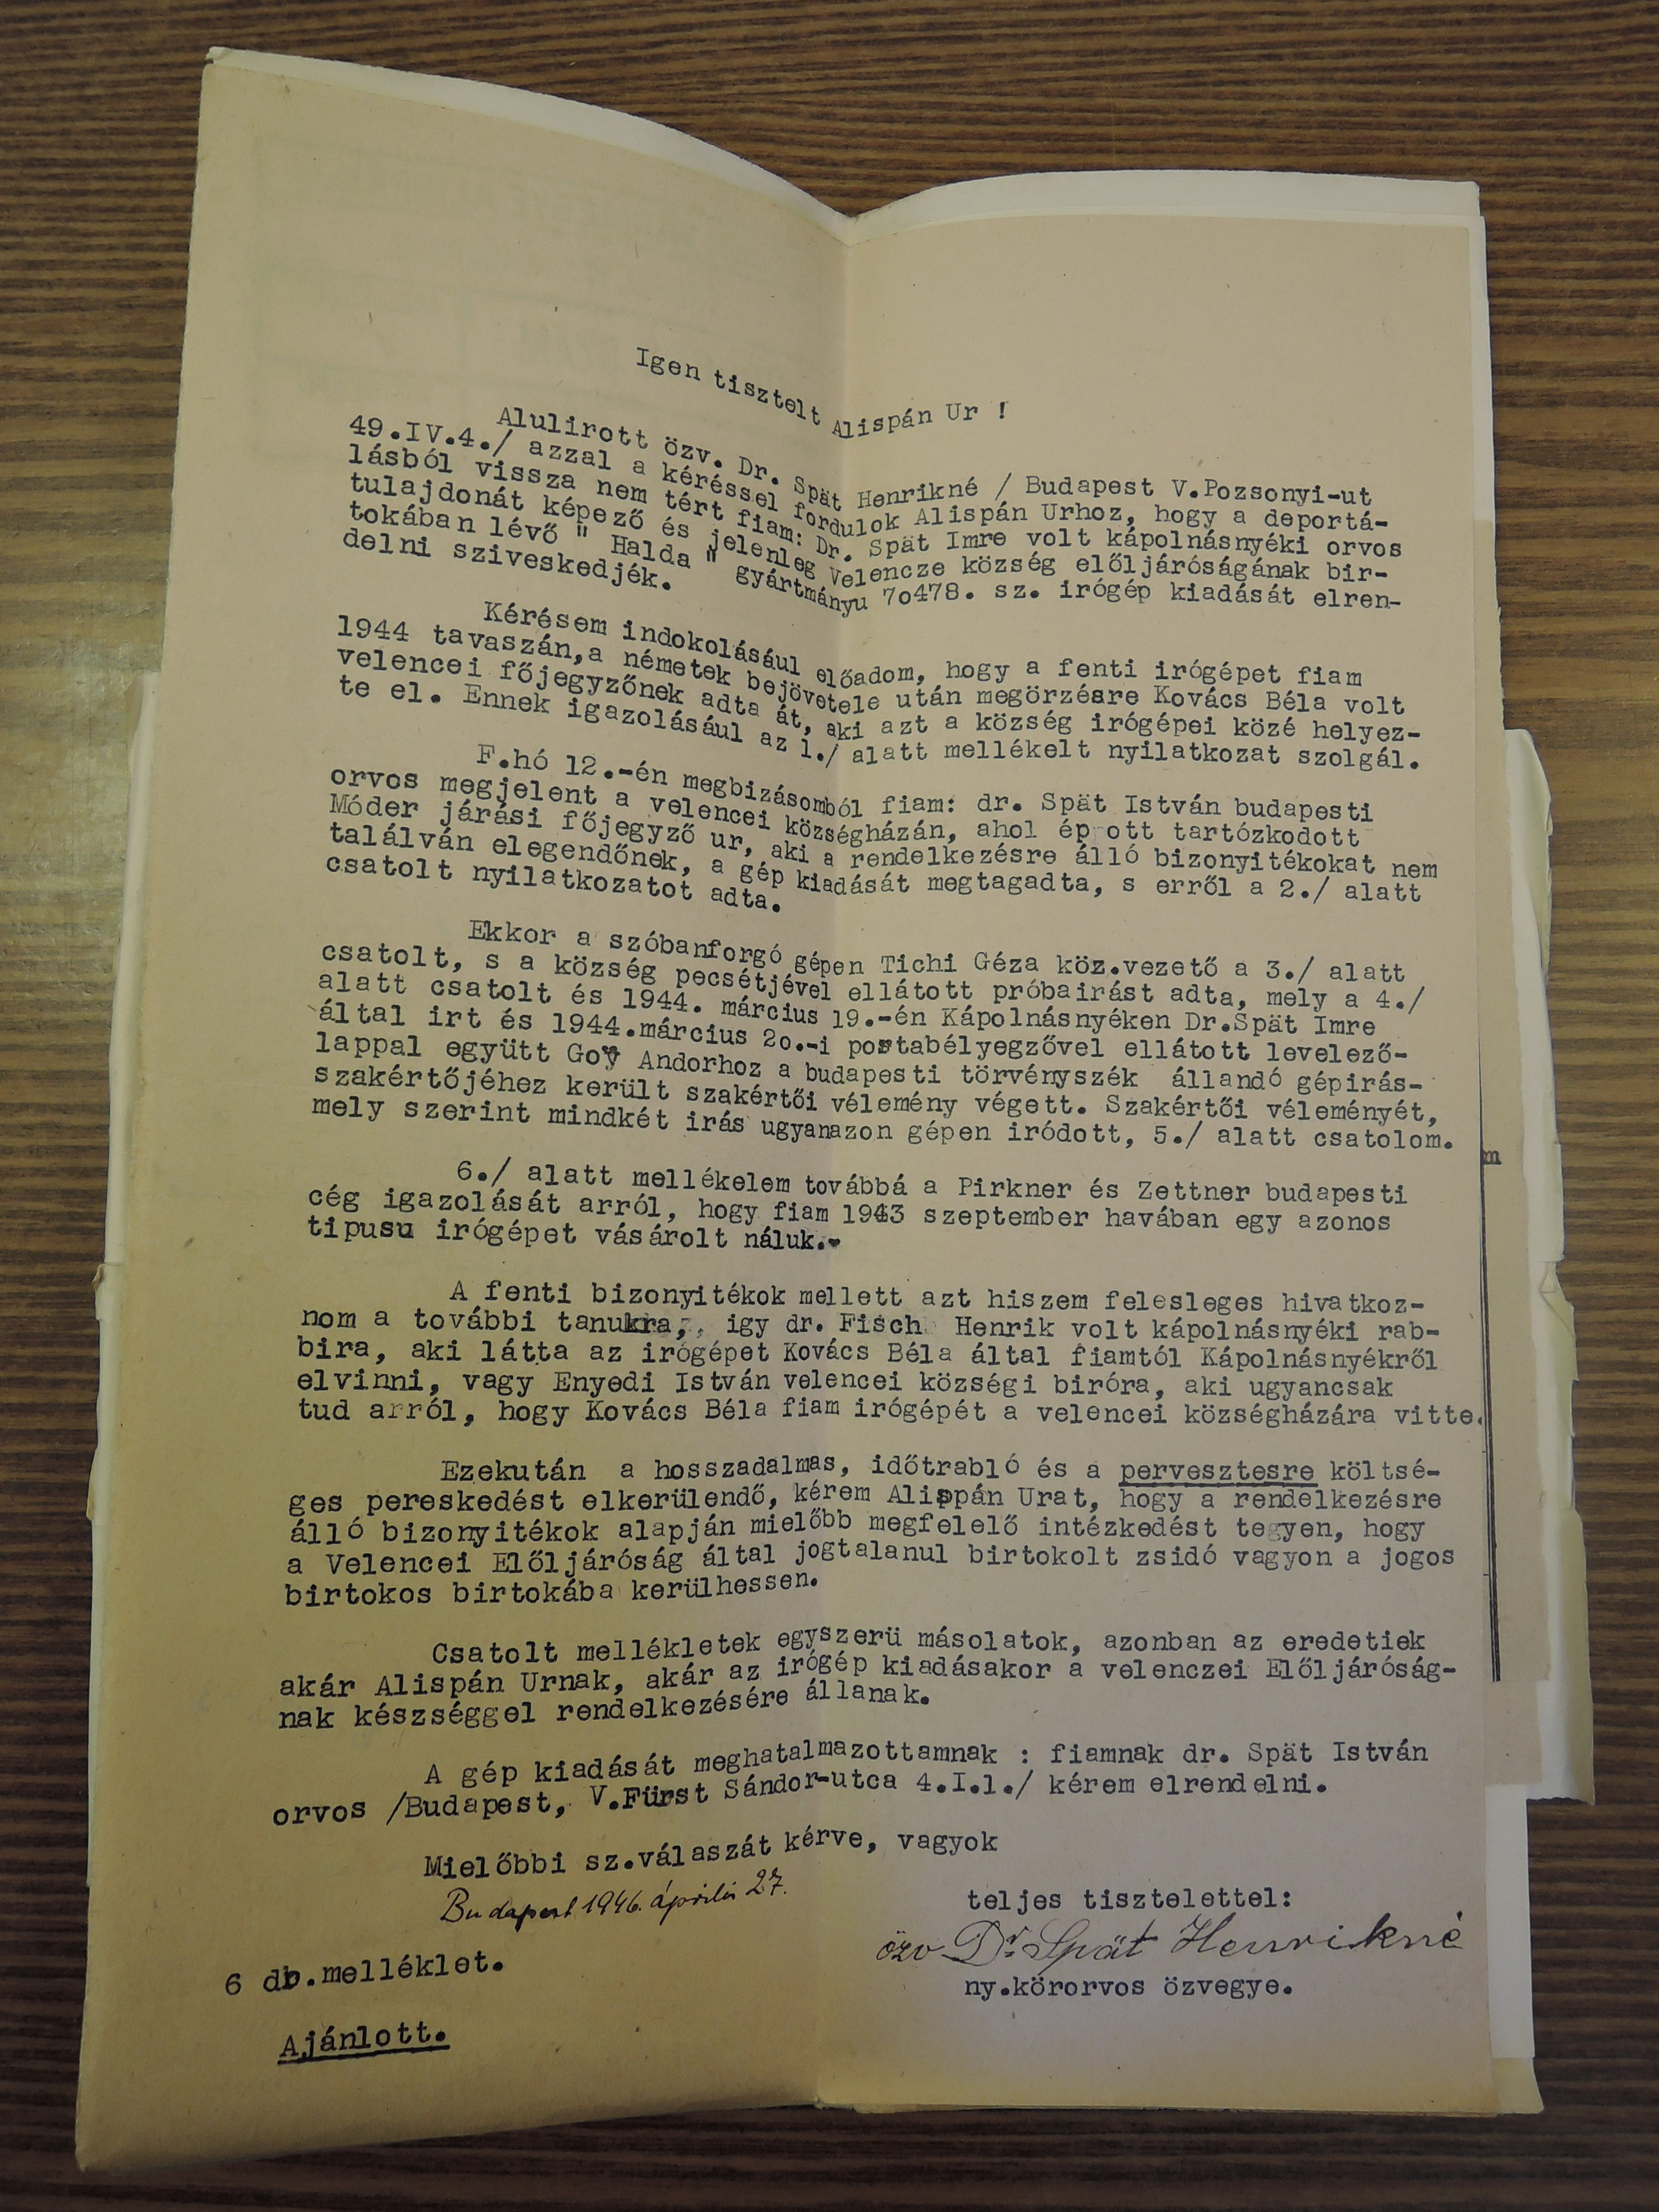 Igen tisztelt Alispán Ur !
Alulirott özv. Dr. Spät Henrikné / Budapest V.Pozsonyi-ut
49.IV.4./ azzal a kéréssel fordulok Alispán Urhoz, hogy a deportá-
lásból vissza nem tért fiam: Dr. Spät Imre volt kápolnásnyéki orvos
tulajdonát képező és jelenleg Velencze község előljáróságának bir-
tokában lévő " Halda " gyártmányu 7o478. sz. irógép kiadását elren-
delni sziveskedjék.
Kérésem indokolásául előadom, hogy a fenti irógépet fiam
1944 tavaszán,a németek bejövetele után megörzésre Kovács Béla volt
velencei főjegyzőnek adta át, aki azt a község irógépei közé helyez-
te el. Ennek igazolásául az 1./ alatt mellékelt nyilatkozat szolgál.
F.hó 12.-én megbizásomból fiam: dr. Spät István budapesti
orvos megjelent a velencei községházán, ahol ép ott tartózkodott
Móder járási főjegyző ur, aki a rendelkezésre álló bizonyitékokat nem
találván elegendőnek, a gép kiadását megtagadta, s erről a 2./ alatt
csatolt nyilatkozatot adta.
Ekkor a szóbanforgó gépen Tichi Géza köz.vezető a 3./ alatt
csatolt, s a község pecsétjével ellátott próbairást adta, mely a 4./
alatt csatolt és 1944. március 19.-én Kápolnásnyéken Dr.Spät Imre
által irt és 1944.március 2o.-i postabélyegzővel ellátott levelező-
lappal együtt Goy Andorhoz a budapesti törvényszék állandó gépirás-
szakértőjéhez került szakértői vélemény végett. Szakértői véleményét,
mely szerint mindkét irás ugyanazon gépen iródott, 5./ alatt csatolom.
m
6./ alatt mellékelem továbbá a Pirkner és Zettner budapesti
cég igazolását arról, hogy fiam 1943 szeptember havában egy azonos
tipusu irógépet vásárolt náluk.-
A fenti bizonyitékok mellett azt hiszem felesleges hivatkoz-
nom a további tanukra, igy dr. Fisch Henrik volt kápolnásnyéki rab-
bira, aki látta az irógépet Kovács Béla által fiamtól Kápolnásnyékről
elvinni, vagy Enyedi István velencei községi biróra, aki ugyancsak
tud arról, hogy Kovács Béla fiam irógépét a velencei községházára vitte.
Ezekután a hosszadalmas, időtrabló és a pervesztesre költsé-
ges pereskedést elkerülendő, kérem Alispán Urat, hogy a rendelkezésre
álló bizonyitékok alapján mielőbb megfelelő intézkedést tegyen, hogy
a Velencei Előljáróság által jogtalanul birtokolt zsidó vagyon a jogos
birtokos birtokába kerülhessen.
Csatolt mellékletek egyszerü másolatok, azonban az eredetiek
akár Alispán Urnak, akár az irógép kiadásakor a velenczei Előljáróság-
nak készséggel rendelkezésére állanak.
A gép kiadását meghatalmazottamnak : fiamnak dr. Spät István
orvos /Budapest, V.Fürst Sándor-utca 4.I.1./ kérem elrendelni.
Mielőbbi sz.válaszát kérve, vagyok
Budapest 1946. április 27.
teljes tisztelettel:
özv Dr. Spät Henrikné
ny.körorvos özvegye.
6 db.melléklet.
Ajánlott.